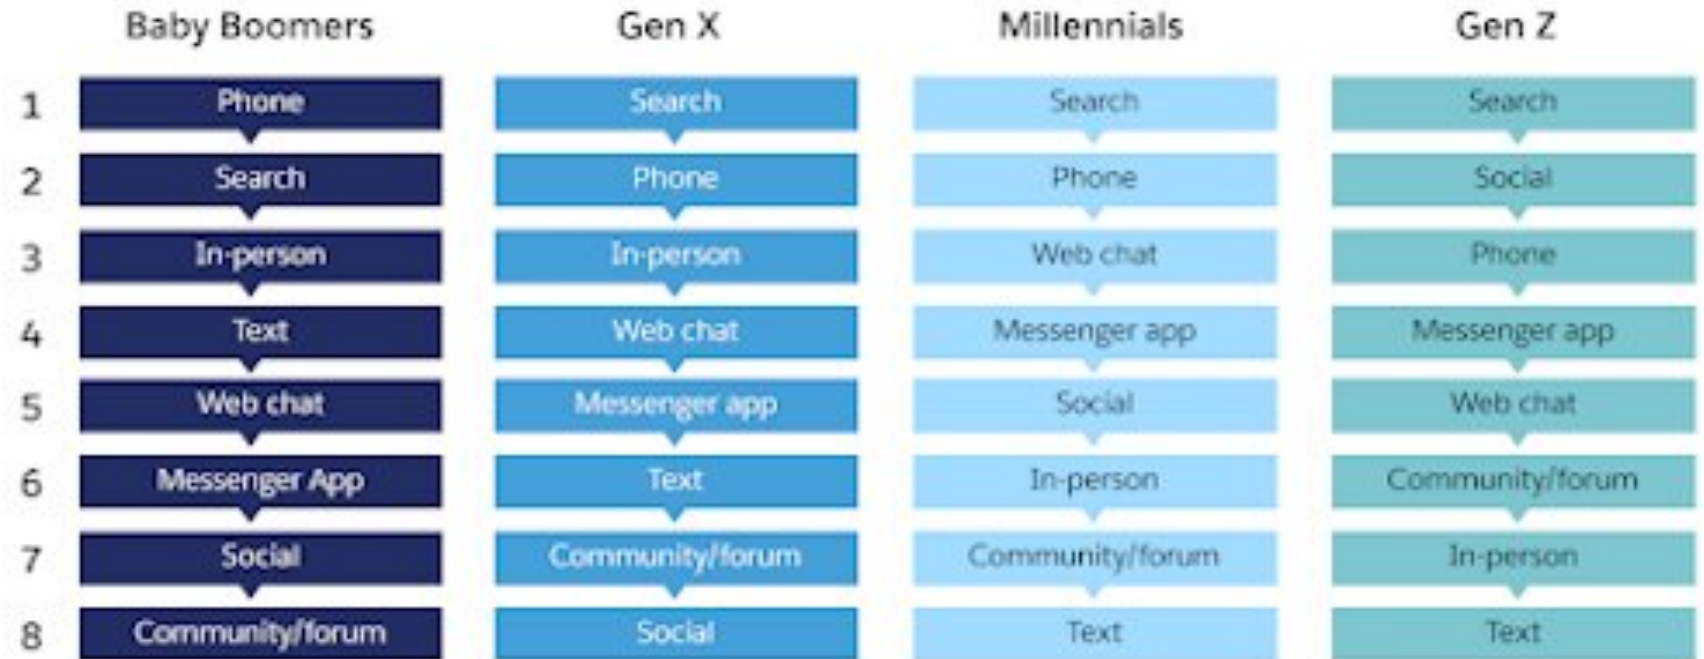 Baby Boomers Gen X Millennials Gen Z
1 Phone Search Search Search
2 Search Phone Phone Social
3 In-person In-person Web chat Phone
4 Text Web chat Messenger app Messenger app
5 Web chat Messenger app Social Web chat
6 Messenger App Text In-person Community/forum
7 Social Community/forum Community/forum In-person
8 Community/forum Social Text Text